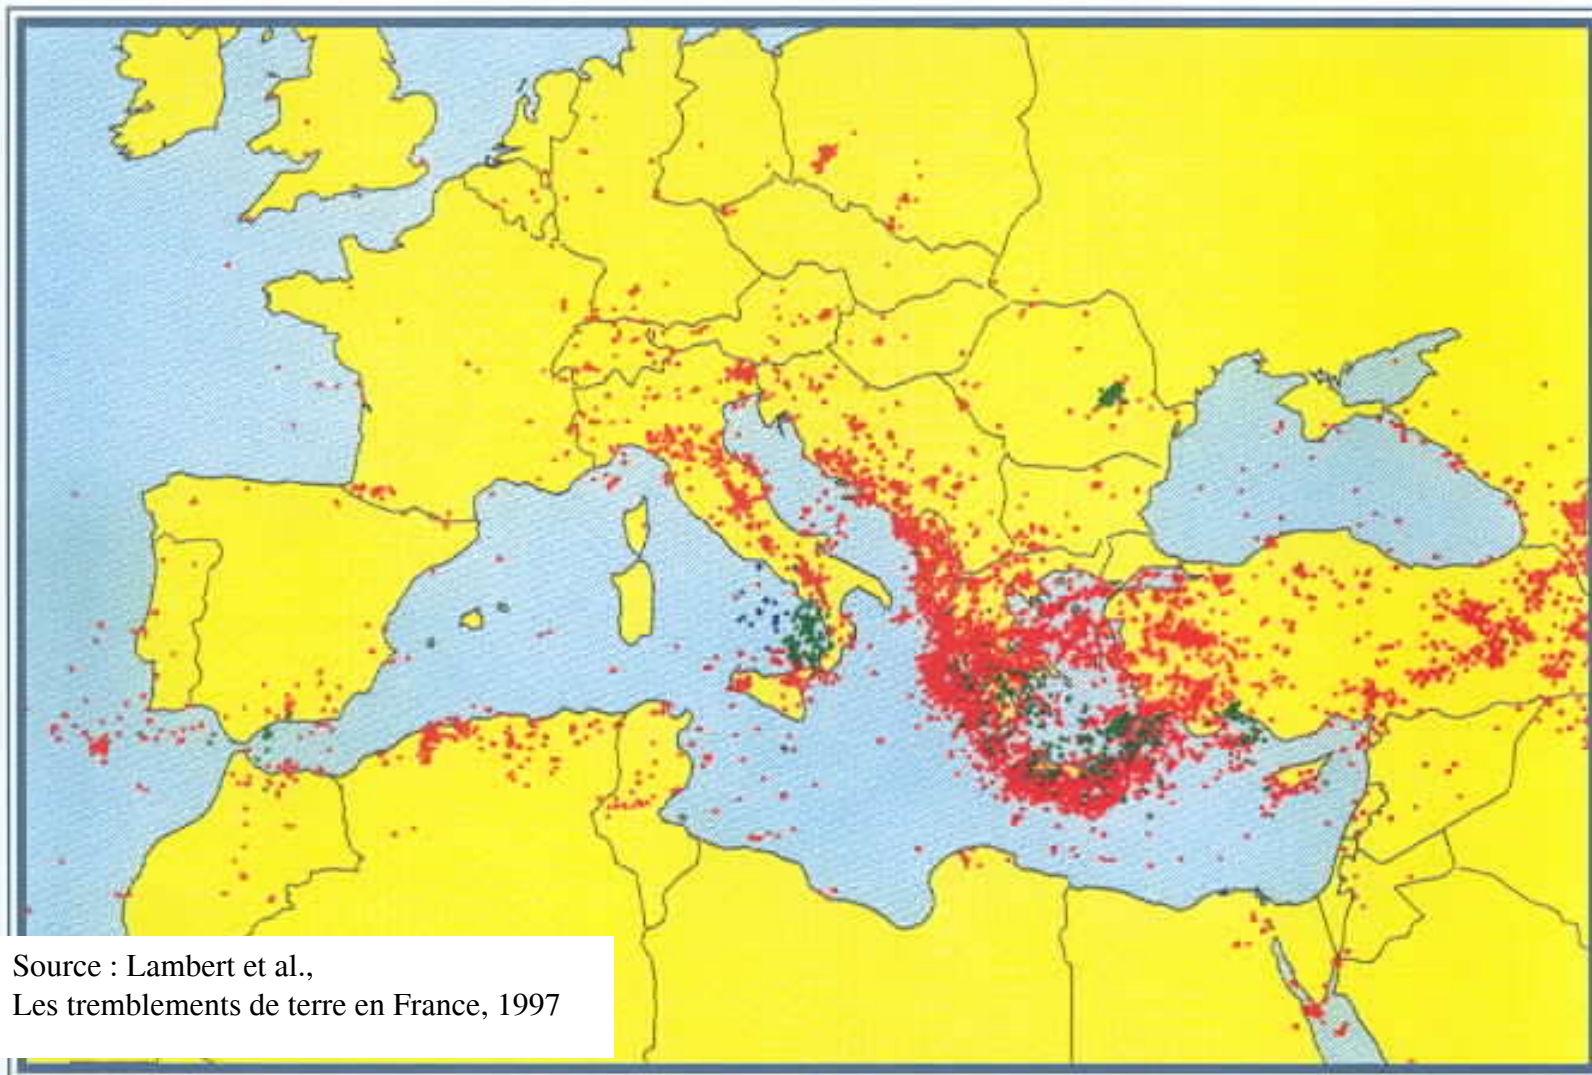 Source : Lambert et al.,
Les tremblements de terre en France, 1997